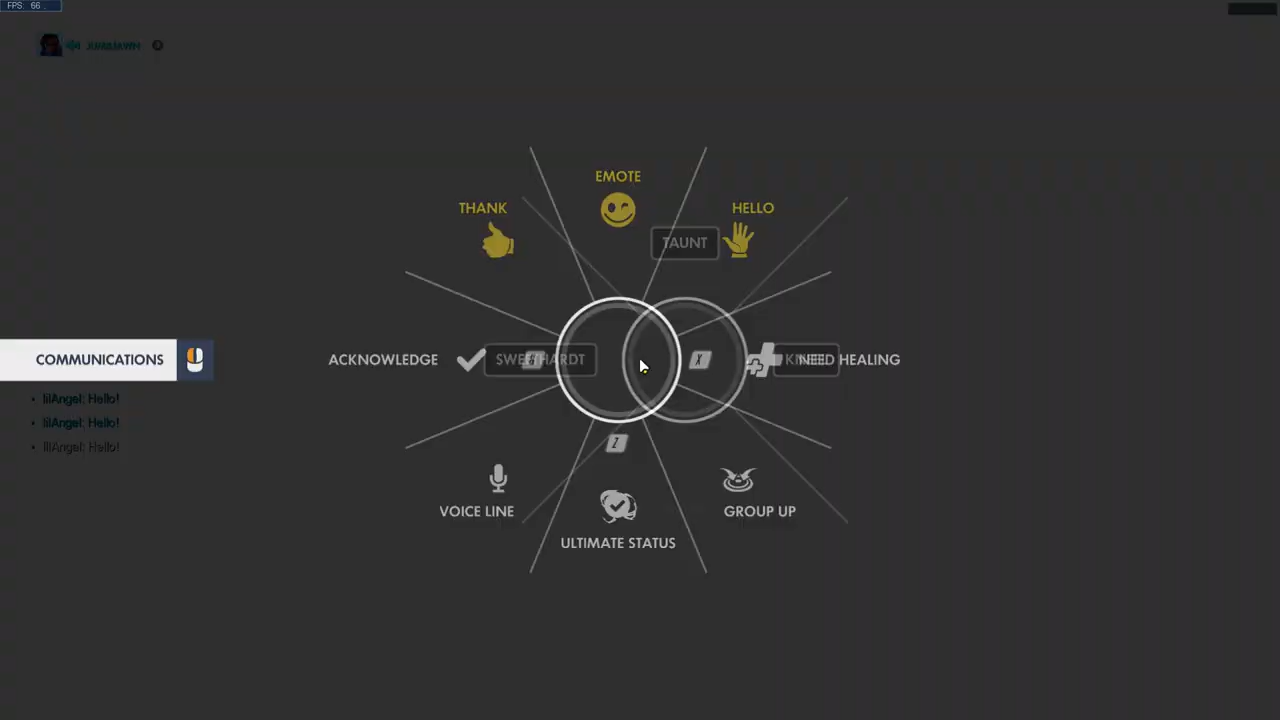 FPS: 66
EMOTE
THANK
HELLO
TAUNT
COMMUNICATIONS
ACKNOWLEDGE
X
NEED HEALING
lilAngel: Hello!
lilAngel: Hello!
lilAngel: Hello!
Z
VOICE LINE
GROUP UP
ULTIMATE STATUS